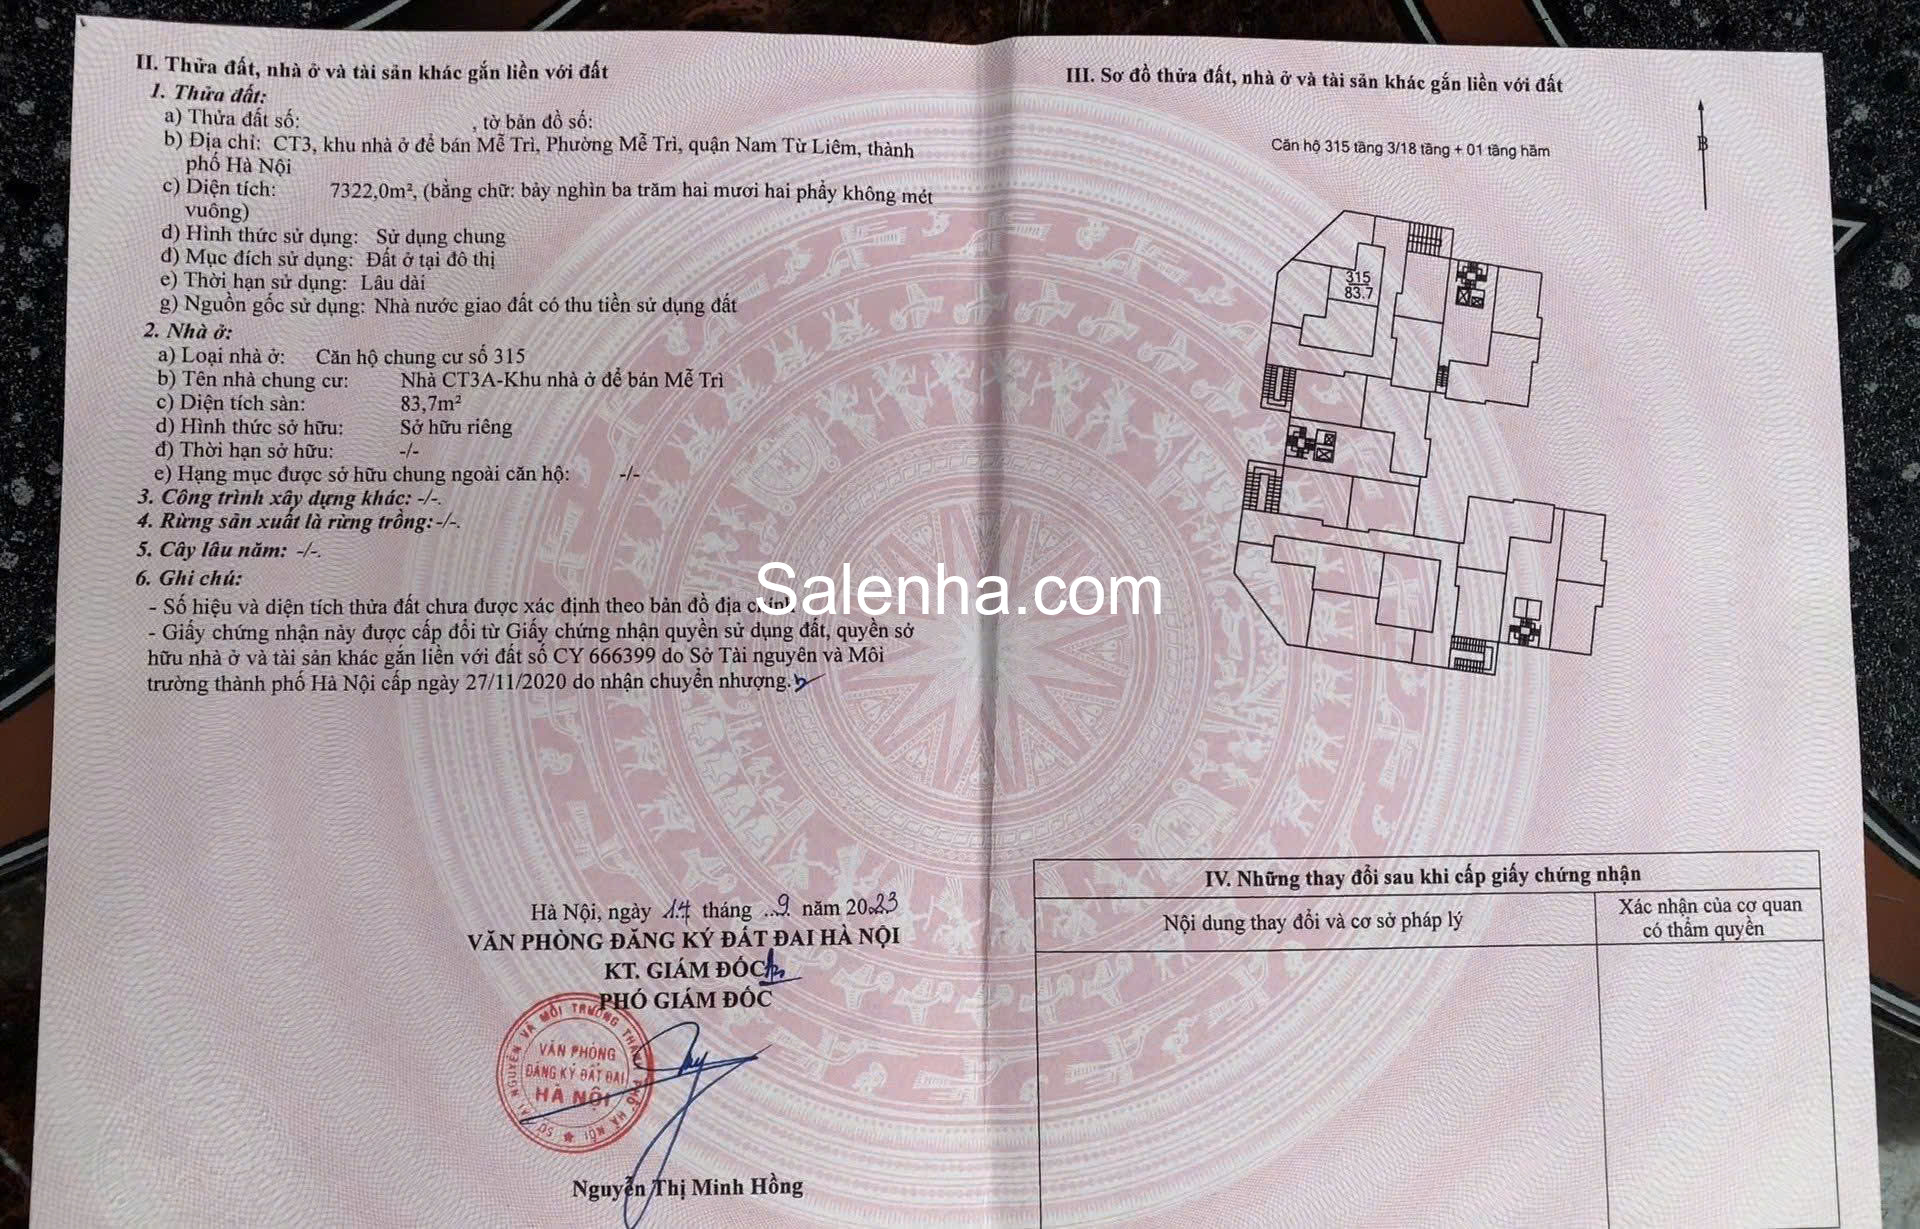 II. Thửa đất, nhà ở và tài sản khác gắn liền với đất
1. Thửa đất:
a) Thửa đất số: , tờ bản đồ số:
b) Địa chỉ: CT3, khu nhà ở để bán Mễ Trì, Phường Mễ Trì, quận Nam Từ Liêm, thành
phố Hà Nội
c) Diện tích: 7322,0m², (bằng chữ: bảy nghìn ba trăm hai mươi hai phẩy không mét
vuông)
d) Hình thức sử dụng: Sử dụng chung
đ) Mục đích sử dụng: Đất ở tại đô thị
e) Thời hạn sử dụng: Lâu dài
g) Nguồn gốc sử dụng: Nhà nước giao đất có thu tiền sử dụng đất
2. Nhà ở:
a) Loại nhà ở: Căn hộ chung cư số 315
b) Tên nhà chung cư: Nhà CT3A-Khu nhà ở để bán Mễ Trì
c) Diện tích sàn: 83,7m²
d) Hình thức sở hữu: Sở hữu riêng
đ) Thời hạn sở hữu: -/-
e) Hạng mục được sở hữu chung ngoài căn hộ: -/-
3. Công trình xây dựng khác: -/-.
4. Rừng sản xuất là rừng trồng:-/-.
5. Cây lâu năm: -/-.
6. Ghi chú:
- Số hiệu và diện tích thửa đất chưa được xác định theo bản đồ địa chính
- Giấy chứng nhận này được cấp đổi từ Giấy chứng nhận quyền sử dụng đất, quyền sở
hữu nhà ở và tài sản khác gắn liền với đất số CY 666399 do Sở Tài nguyên và Môi
trường thành phố Hà Nội cấp ngày 27/11/2020 do nhận chuyển nhượng.
Hà Nội, ngày 14 tháng ..9. năm 2023
VĂN PHÒNG ĐĂNG KÝ ĐẤT ĐAI HÀ NỘI
KT. GIÁM ĐỐC
PHÓ GIÁM ĐỐC
SỞ TÀI NGUYÊN VÀ MÔI TRƯỜNG THÀNH PHỐ HÀ NỘI
VĂN PHÒNG
ĐĂNG KÝ ĐẤT ĐAI
HÀ NỘI
Nguyễn Thị Minh Hồng
Salenha.com
III. Sơ đồ thửa đất, nhà ở và tài sản khác gắn liền với đất
Căn hộ 315 tầng 3/18 tầng + 01 tầng hầm
B
315
83.7
IV. Những thay đổi sau khi cấp giấy chứng nhận
Nội dung thay đổi và cơ sở pháp lý
Xác nhận của cơ quan
có thẩm quyền